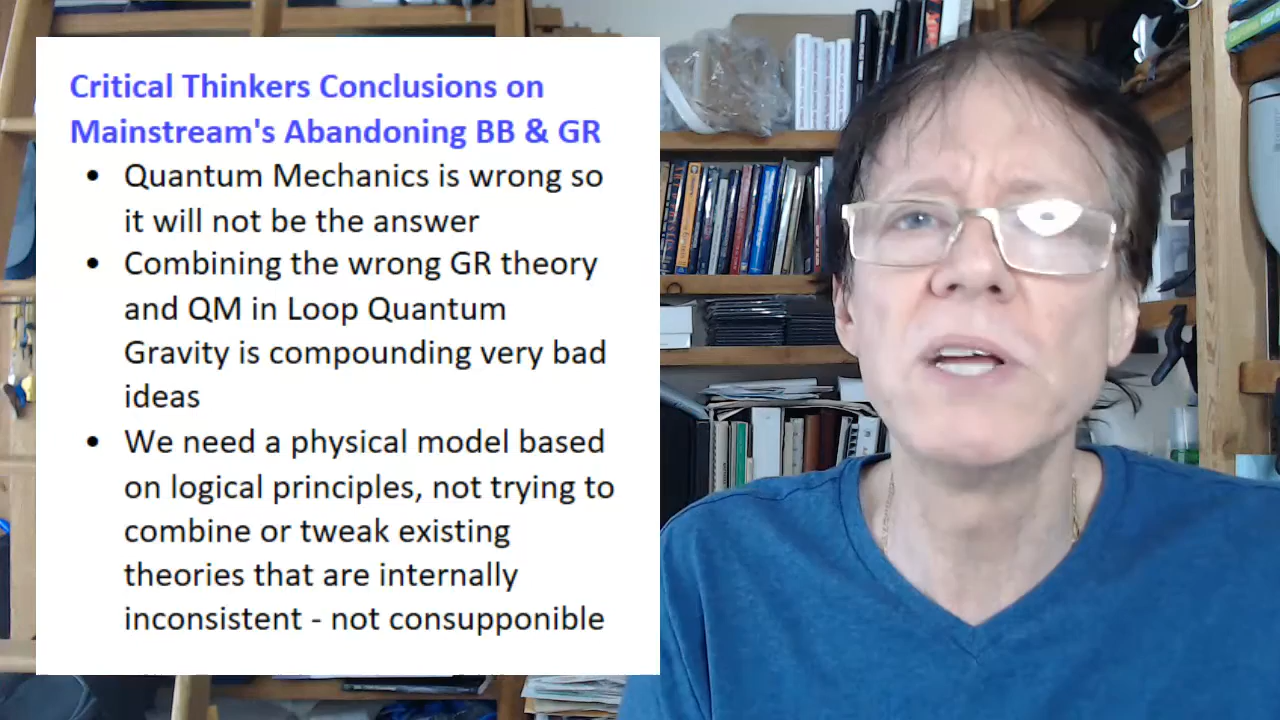 Critical Thinkers Conclusions on
Mainstream's Abandoning BB & GR
• Quantum Mechanics is wrong so
it will not be the answer
• Combining the wrong GR theory
and QM in Loop Quantum
Gravity is compounding very bad
ideas
• We need a physical model based
on logical principles, not trying to
combine or tweak existing
theories that are internally
inconsistent - not consupponible